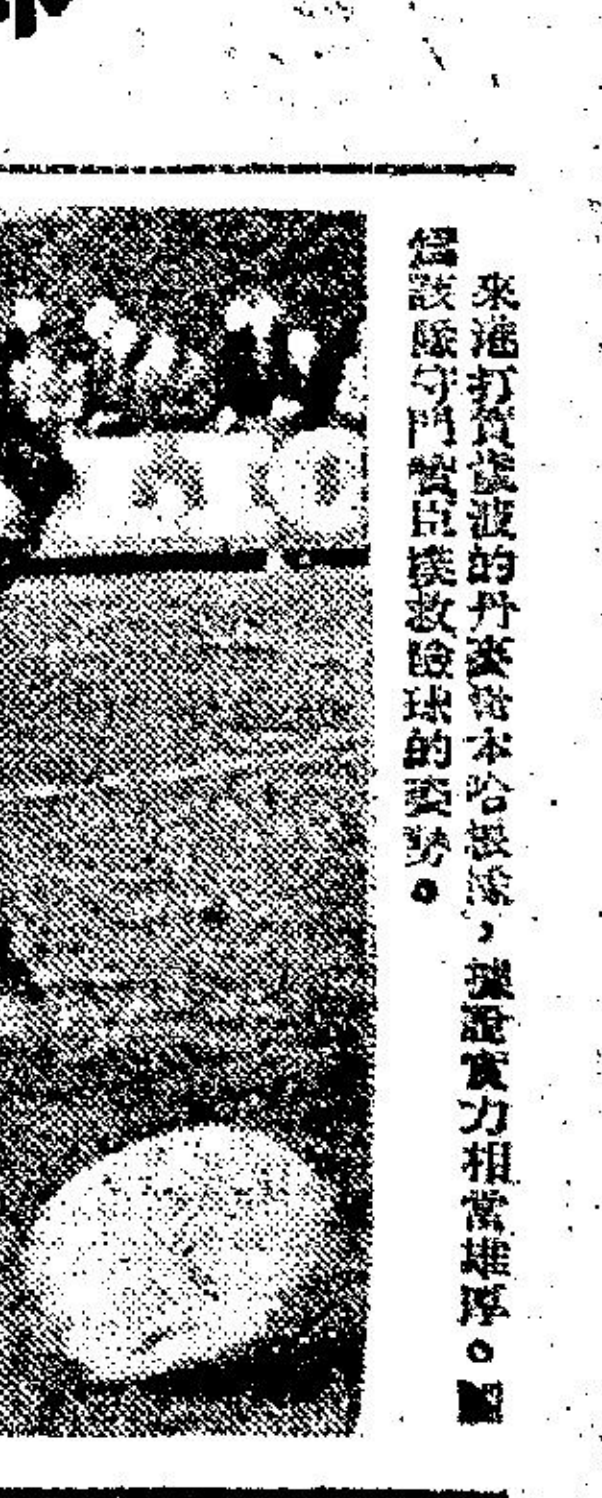 來港打賀歲波的丹麥哥本哈根隊，據說實力相當雄厚。圖
是該隊守門員撲救險球的姿勢。